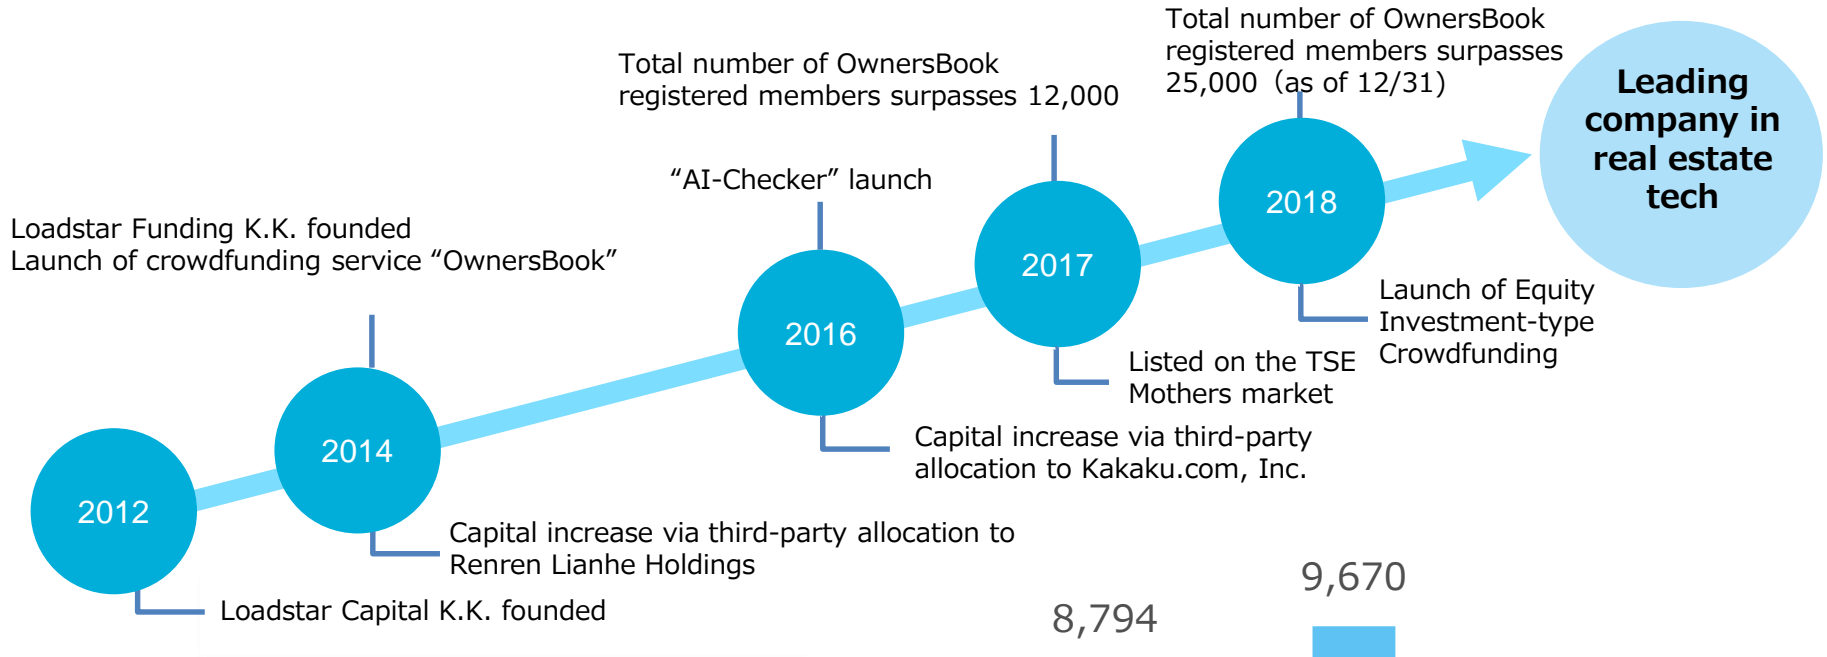 Total number of OwnersBook
registered members surpasses
25,000 (as of 12/31)
Total number of OwnersBook
registered members surpasses 12,000
Leading
company in
real estate
tech
“AI-Checker” launch
2018
Loadstar Funding K.K. founded
Launch of crowdfunding service “OwnersBook”
2017
Launch of Equity
Investment-type
Crowdfunding
2016
Listed on the TSE
Mothers market
2014
Capital increase via third-party
allocation to Kakaku.com, Inc.
2012
Capital increase via third-party allocation to
Renren Lianhe Holdings
Loadstar Capital K.K. founded
9,670
8,794